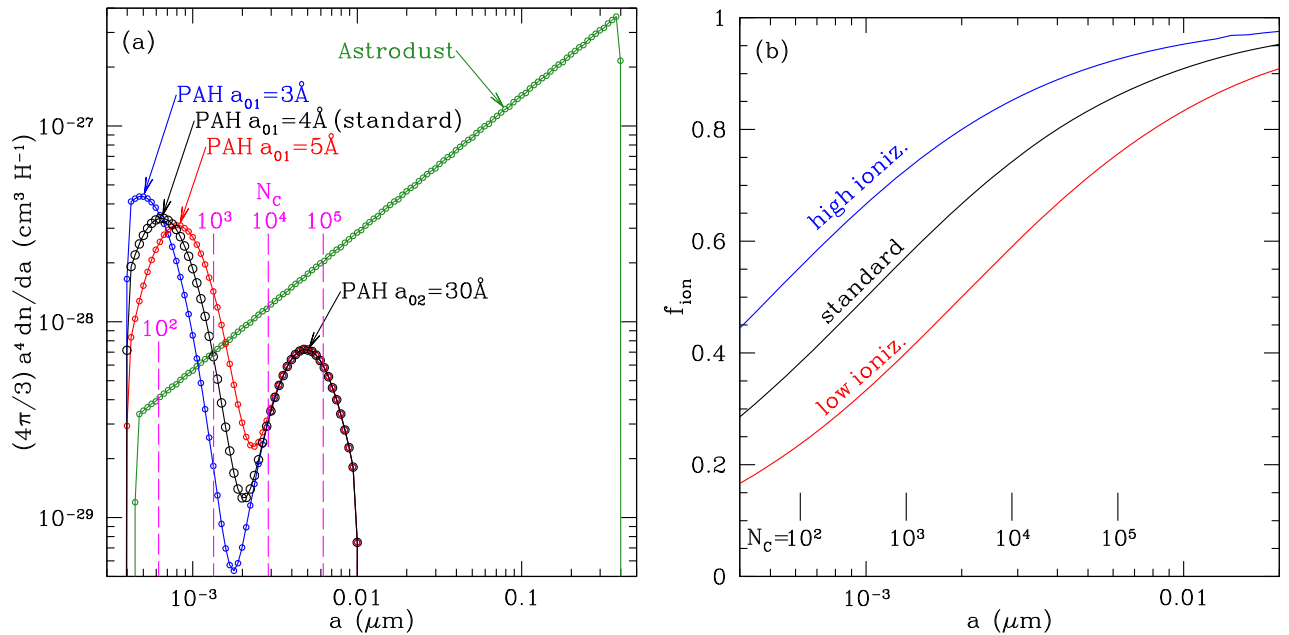 (a)
Astrodust
PAH a₀₁=3Å
PAH a₀₁=4Å (standard)
PAH a₀₁=5Å
N_C
10³
10⁴
10⁵
10²
PAH a₀₂=30Å
10⁻²⁷
10⁻²⁸
10⁻²⁹
(4π/3) a⁴ dn/da (cm³ H⁻¹)
10⁻³
0.01
0.1
a (μm)
(b)
1
0.8
0.6
0.4
0.2
0
f_ion
high ioniz.
standard
low ioniz.
N_C=10²
10³
10⁴
10⁵
10⁻³
0.01
a (μm)